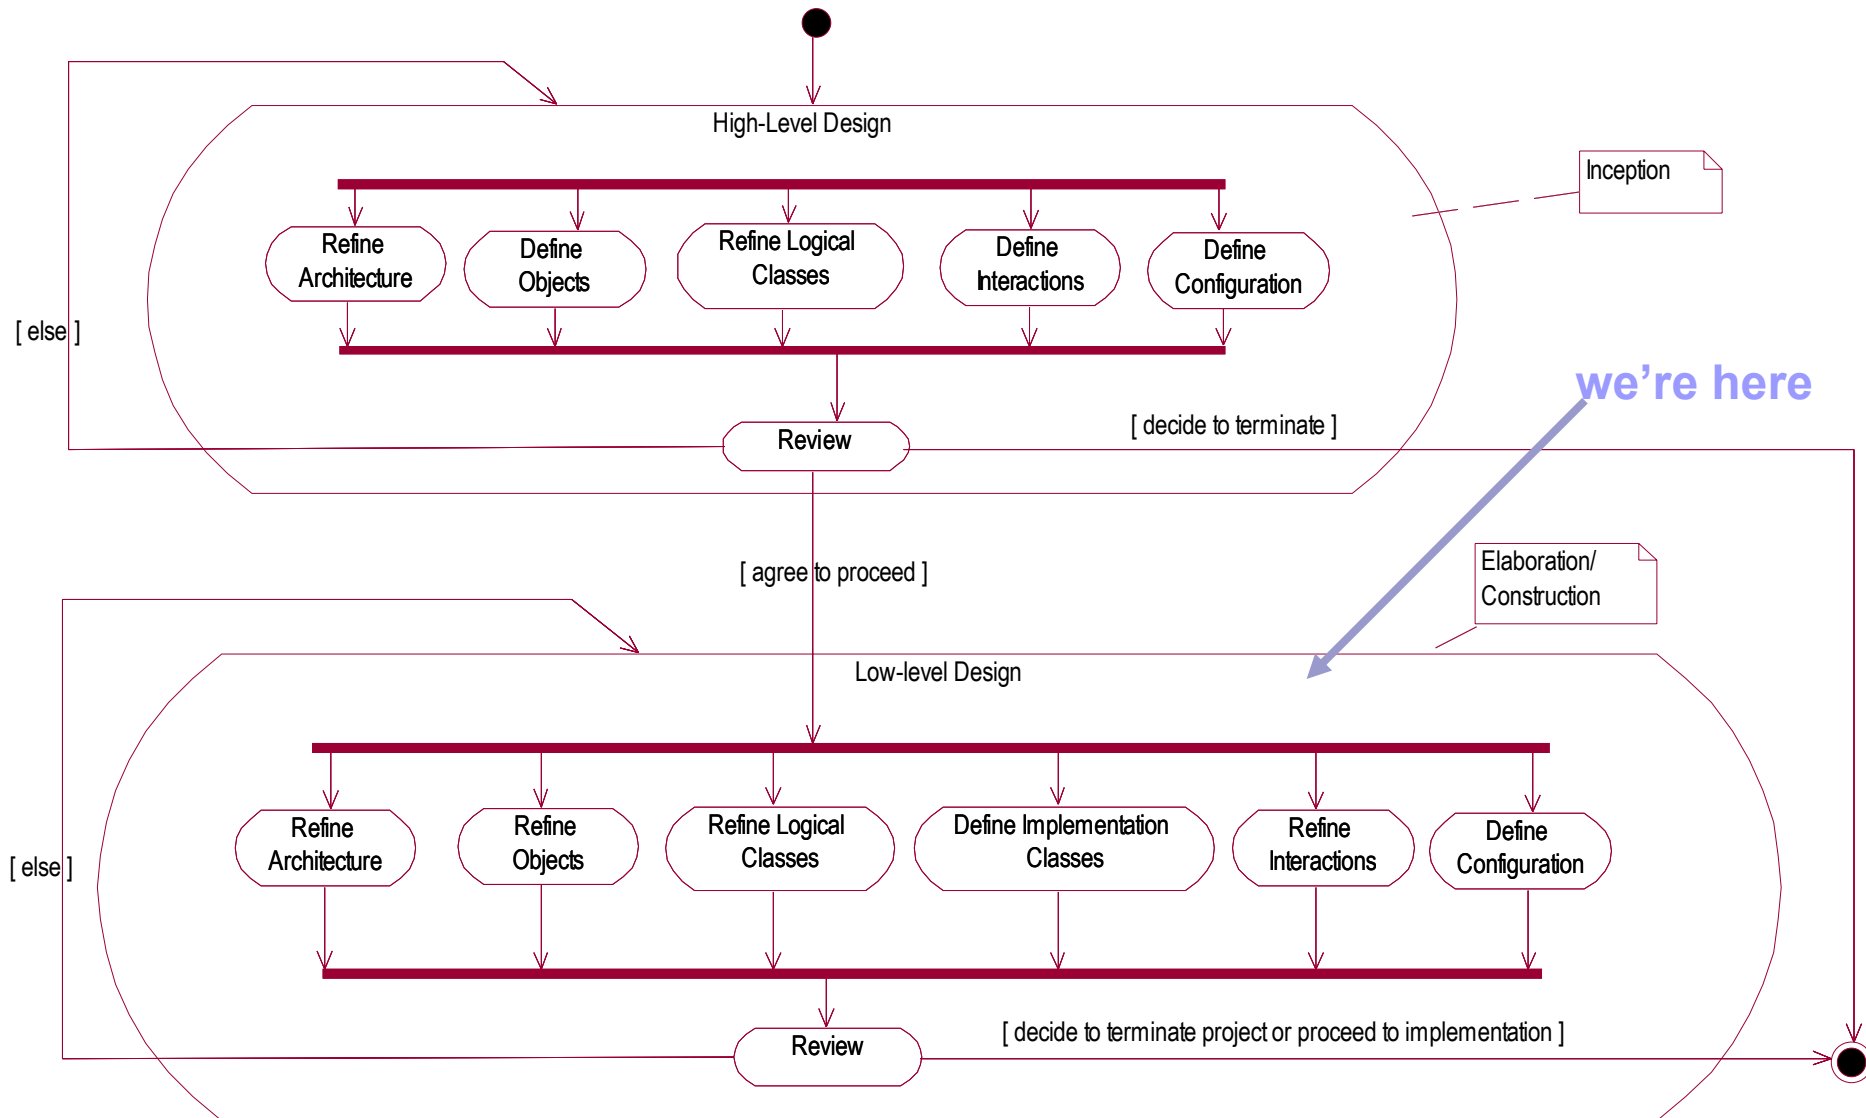 High-Level Design
Inception
Refine
Architecture
Define
Objects
Refine Logical
Classes
Define
Interactions
Define
Configuration
[ else ]
we’re here
[ decide to terminate ]
Review
[ agree to proceed ]
Elaboration/
Construction
Low-level Design
Refine
Architecture
Refine
Objects
Refine Logical
Classes
Define Implementation
Classes
Refine
Interactions
Define
Configuration
[ else ]
[ decide to terminate project or proceed to implementation ]
Review